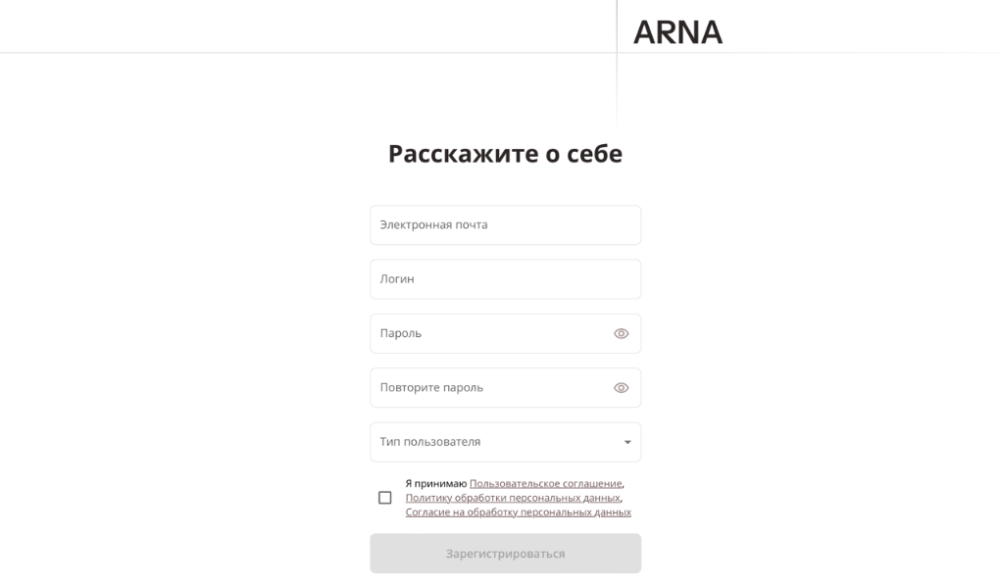 ARNA
Расскажите о себе
Электронная почта
Логин
Пароль
Повторите пароль
Тип пользователя
Я принимаю Пользовательское соглашение,
Политику обработки персональных данных,
Согласие на обработку персональных данных
Зарегистрироваться